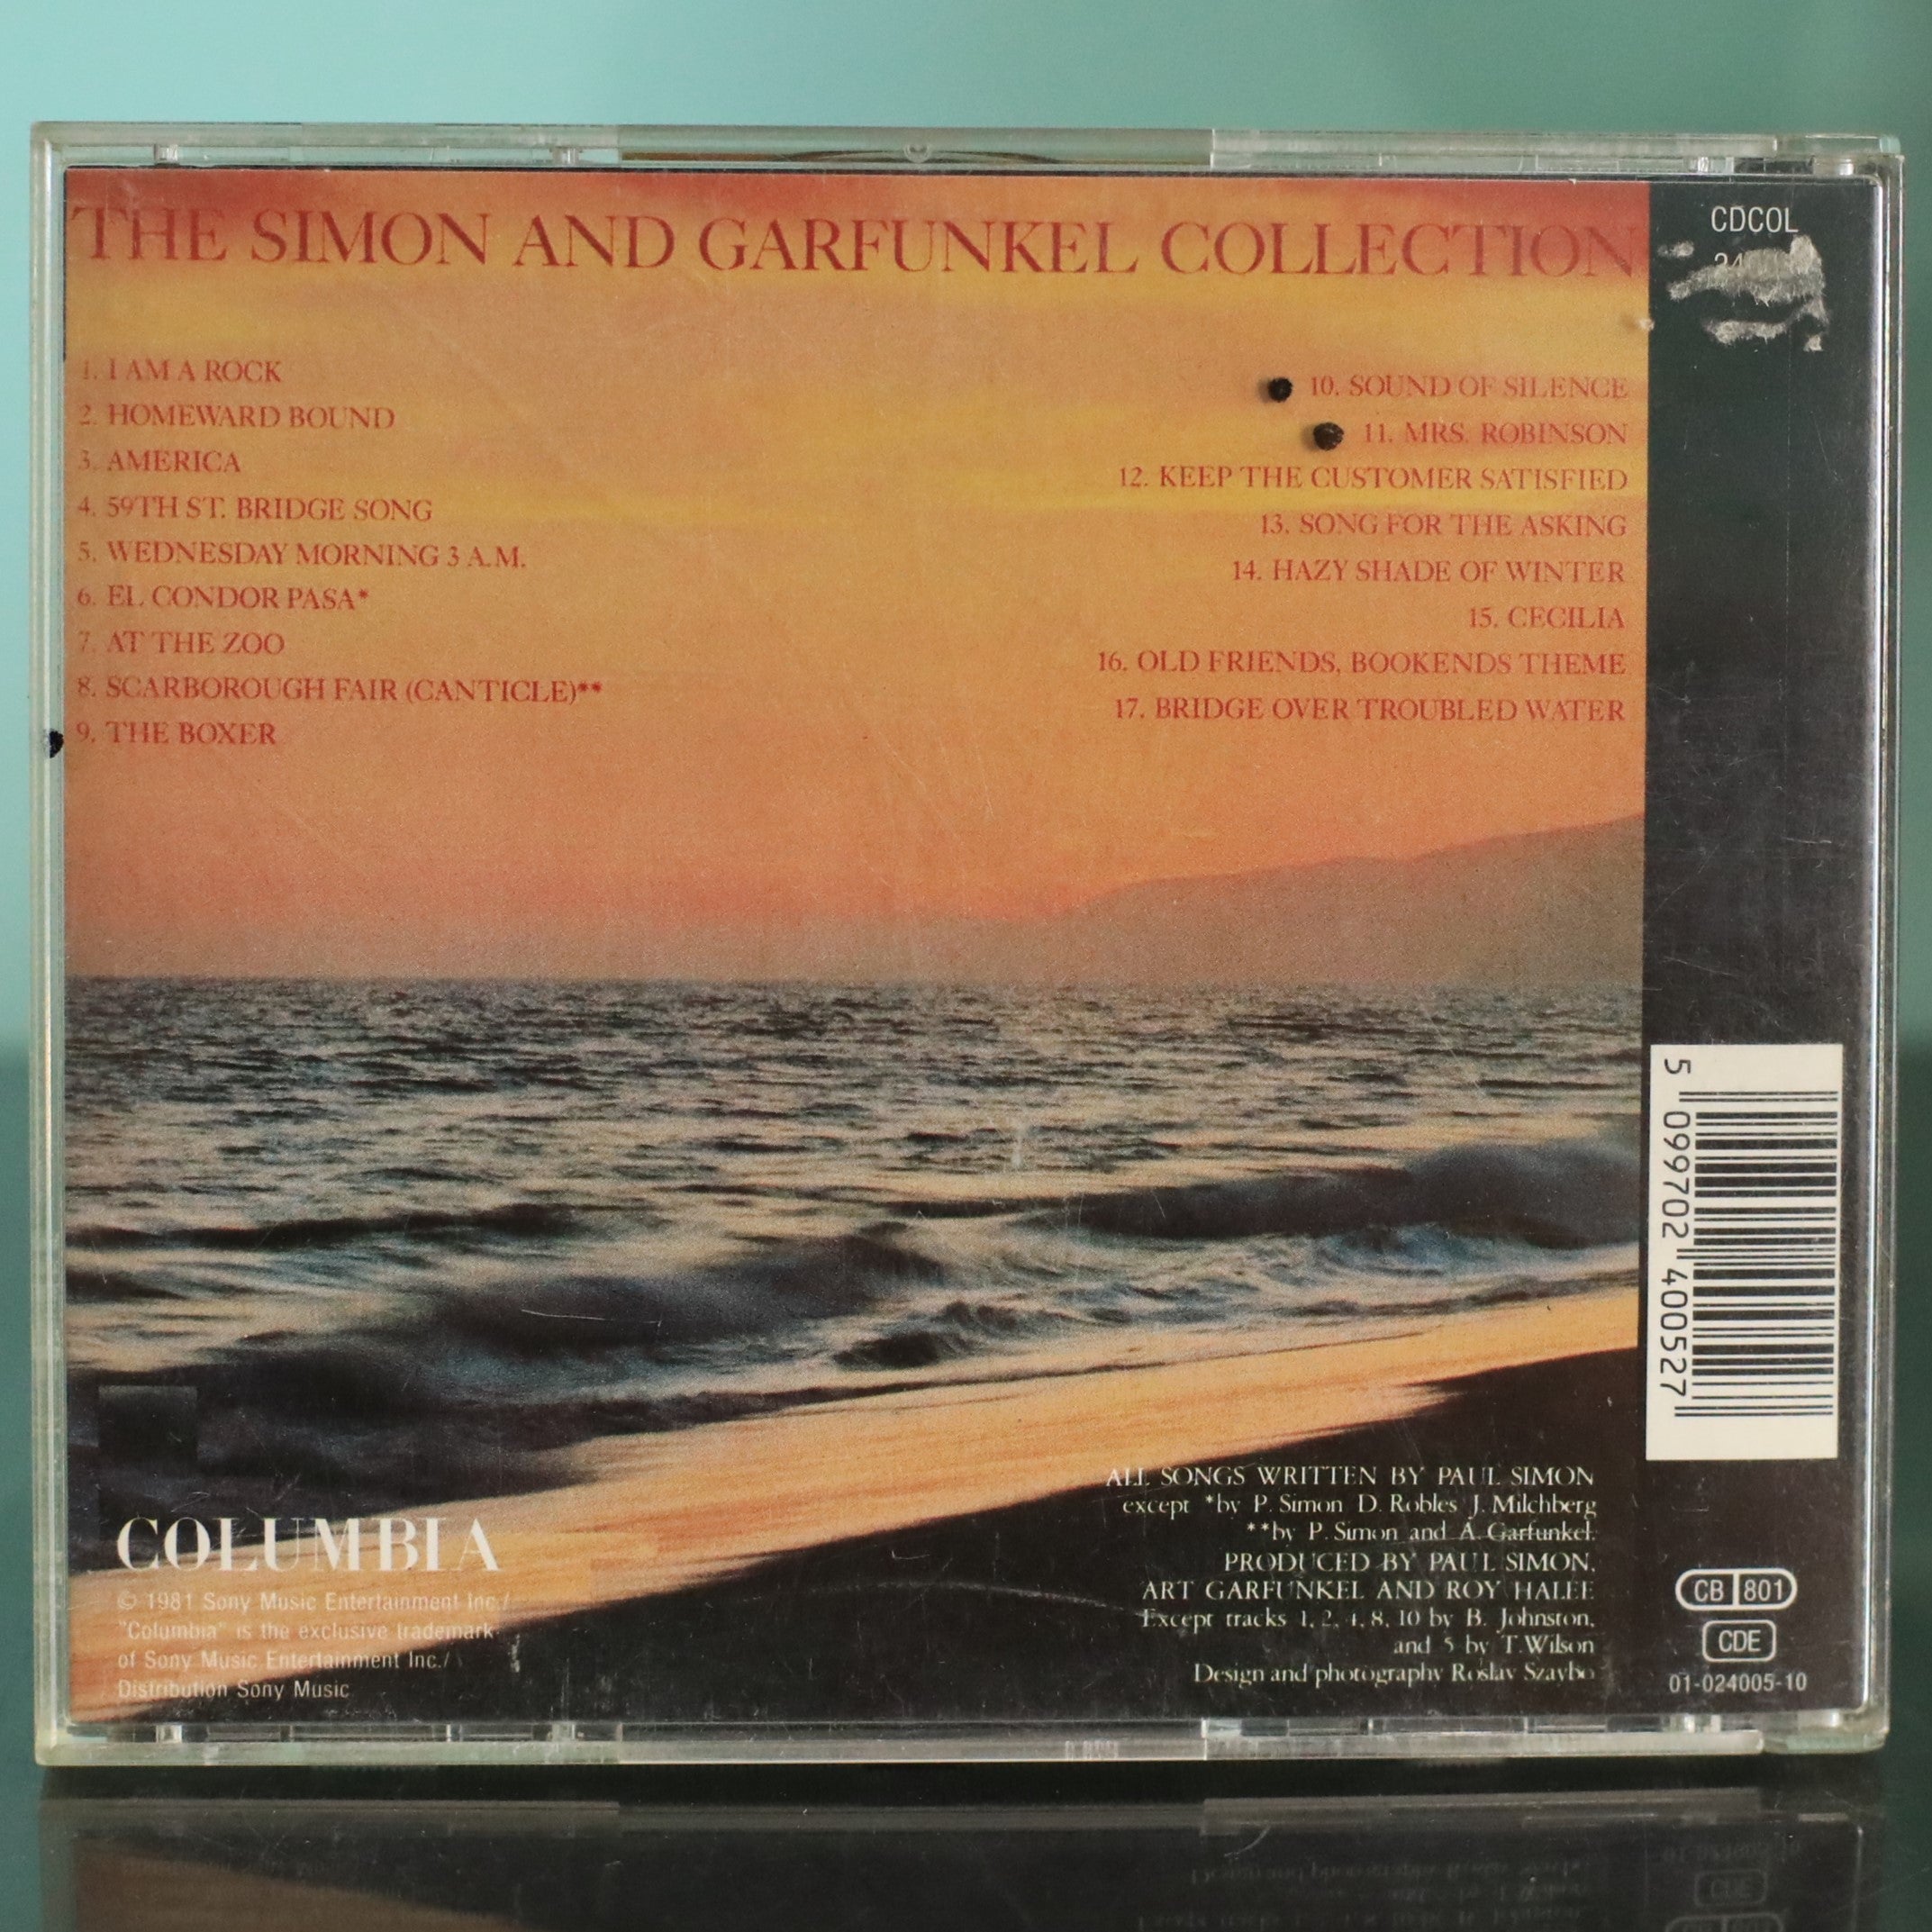 THE SIMON AND GARFUNKEL COLLECTION
1. I AM A ROCK
2. HOMEWARD BOUND
3. AMERICA
4. 59TH ST. BRIDGE SONG
5. WEDNESDAY MORNING 3 A.M.
6. EL CONDOR PASA*
7. AT THE ZOO
8. SCARBOROUGH FAIR (CANTICLE)**
9. THE BOXER
10. SOUND OF SILENCE
11. MRS. ROBINSON
12. KEEP THE CUSTOMER SATISFIED
13. SONG FOR THE ASKING
14. HAZY SHADE OF WINTER
15. CECILIA
16. OLD FRIENDS, BOOKENDS THEME
17. BRIDGE OVER TROUBLED WATER
COLUMBIA
© 1981 Sony Music Entertainment Inc./
"Columbia" is the exclusive trademark
of Sony Music Entertainment Inc./
Distribution Sony Music
ALL SONGS WRITTEN BY PAUL SIMON
except *by P. Simon D. Robles J. Milchberg
**by P. Simon and A. Garfunkel.
PRODUCED BY PAUL SIMON,
ART GARFUNKEL AND ROY HALEE
Except tracks 1, 2, 4, 8, 10 by B. Johnston,
and 5 by T. Wilson
Design and photography Roslav Szaybo
CDCOL
5 099702 400527
CB 801
CDE
01-024005-10